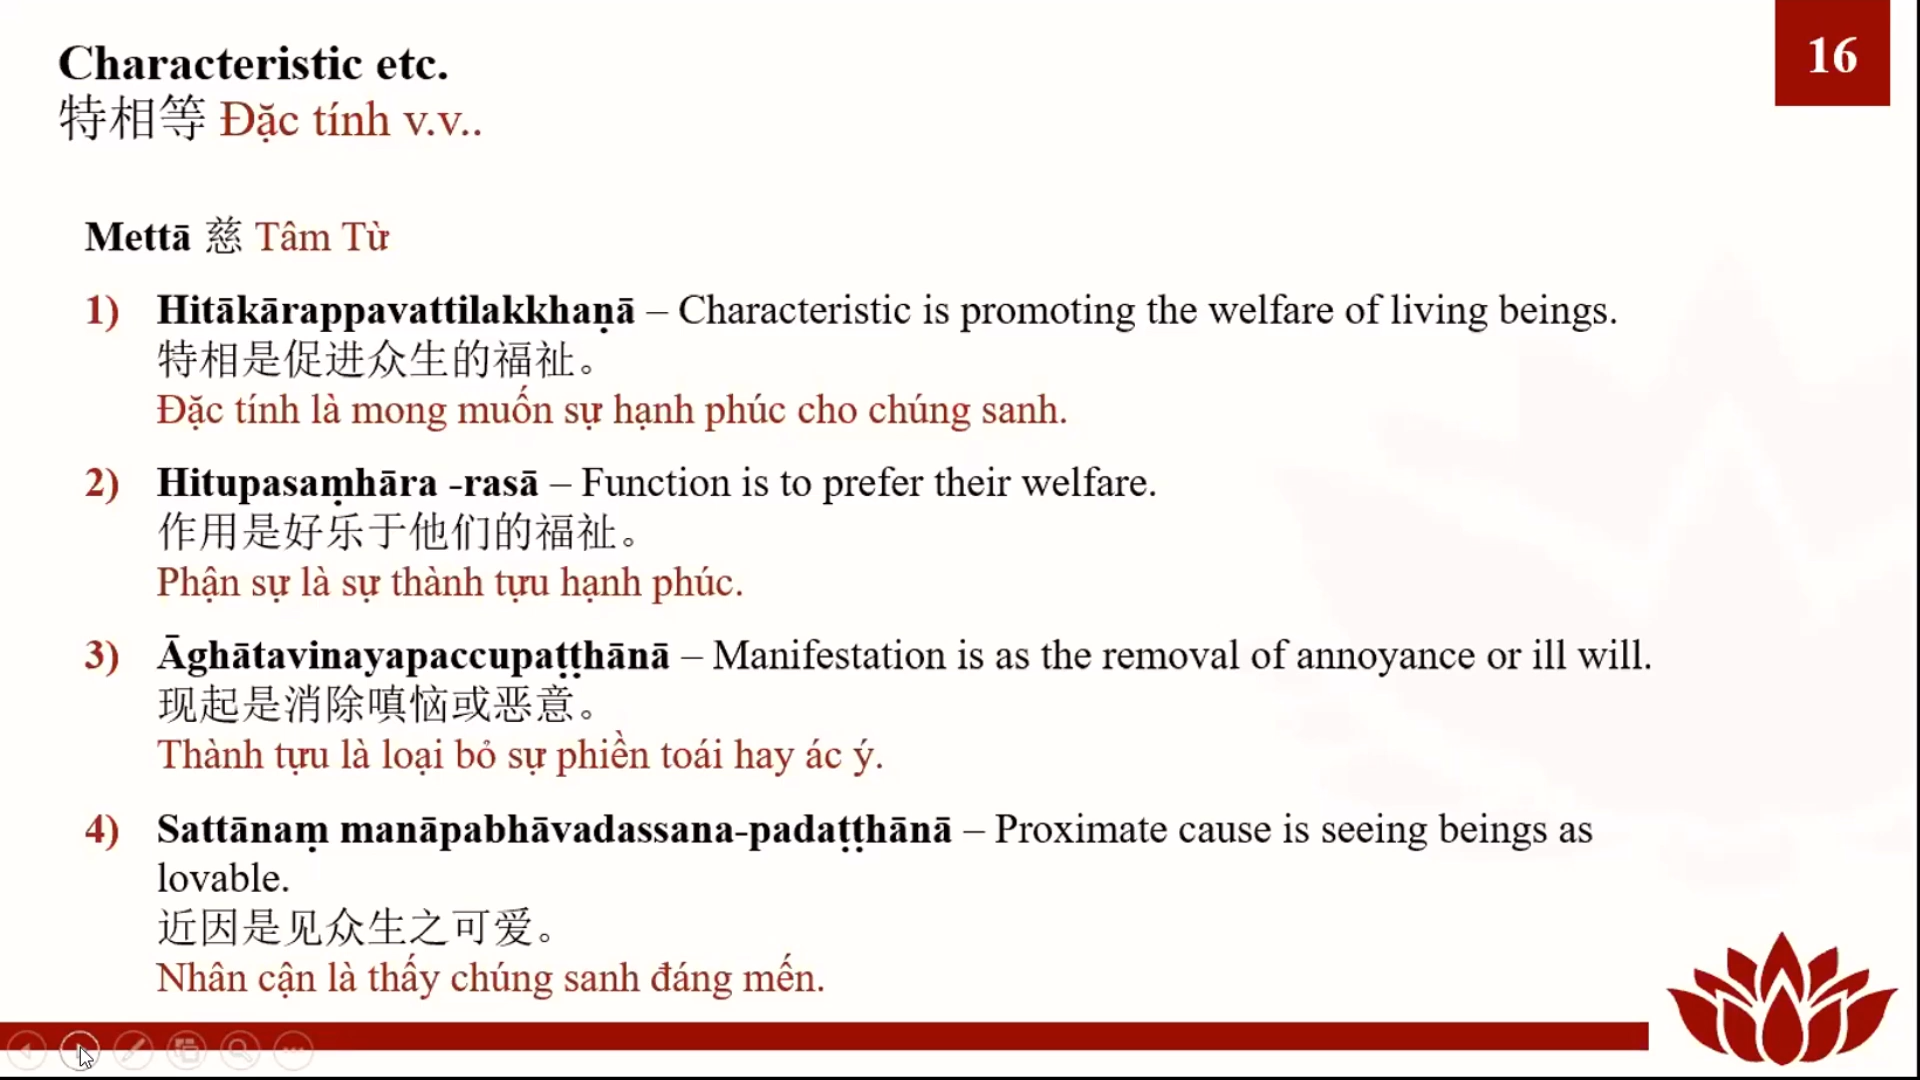 Characteristic etc.
16
特相等 Đặc tính v.v..
Mettā 慈 Tâm Từ
1) Hitākārappavattilakkhaṇā – Characteristic is promoting the welfare of living beings.
特相是促进众生的福祉。
Đặc tính là mong muốn sự hạnh phúc cho chúng sanh.
2) Hitupasaṃhāra -rasā – Function is to prefer their welfare.
作用是好乐于他们的福祉。
Phận sự là sự thành tựu hạnh phúc.
3) Āghātavinayapaccupaṭṭhānā – Manifestation is as the removal of annoyance or ill will.
现起是消除嗔恼或恶意。
Thành tựu là loại bỏ sự phiền toái hay ác ý.
4) Sattānaṃ manāpabhāvadassana-padaṭṭhānā – Proximate cause is seeing beings as
lovable.
近因是见众生之可爱。
Nhân cận là thấy chúng sanh đáng mến.